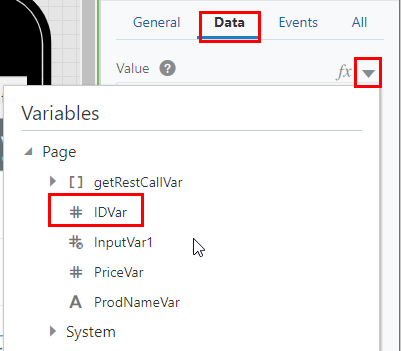 General Data Events All
Value ? fx
Variables
Page
[ ] getRestCallVar
# IDVar
InputVar1
# PriceVar
A ProdNameVar
System